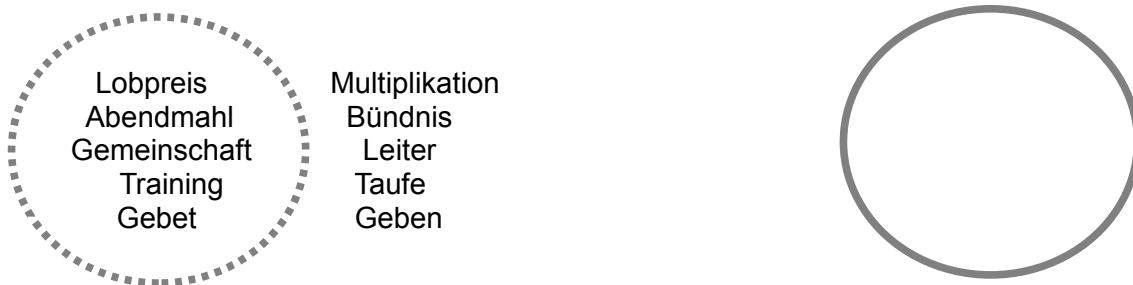 Lobpreis Multiplikation
Abendmahl Bündnis
Gemeinschaft Leiter
Training Taufe
Gebet Geben